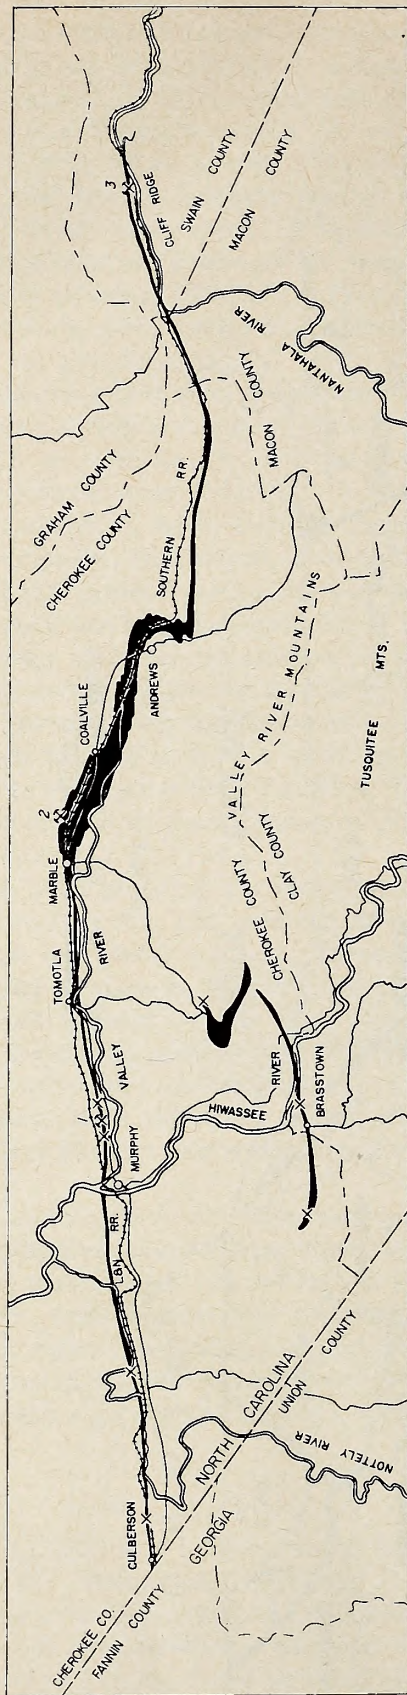 CHEROKEE CO.
FANNIN COUNTY
CULBERSON
NORTH CAROLINA
GEORGIA
UNION COUNTY
NOTTELY RIVER
L&N RR.
MURPHY
1
VALLEY RIVER
HIWASSEE RIVER
BRASSTOWN
TOMOTLA
MARBLE
2
COALVILLE
ANDREWS
CHEROKEE COUNTY
CLAY COUNTY
VALLEY RIVER MOUNTAINS
TUSQUITEE MTS.
GRAHAM COUNTY
CHEROKEE COUNTY
SOUTHERN RR.
MACON COUNTY
NANTAHALA RIVER
3
CLIFF RIDGE
SWAIN COUNTY
MACON COUNTY